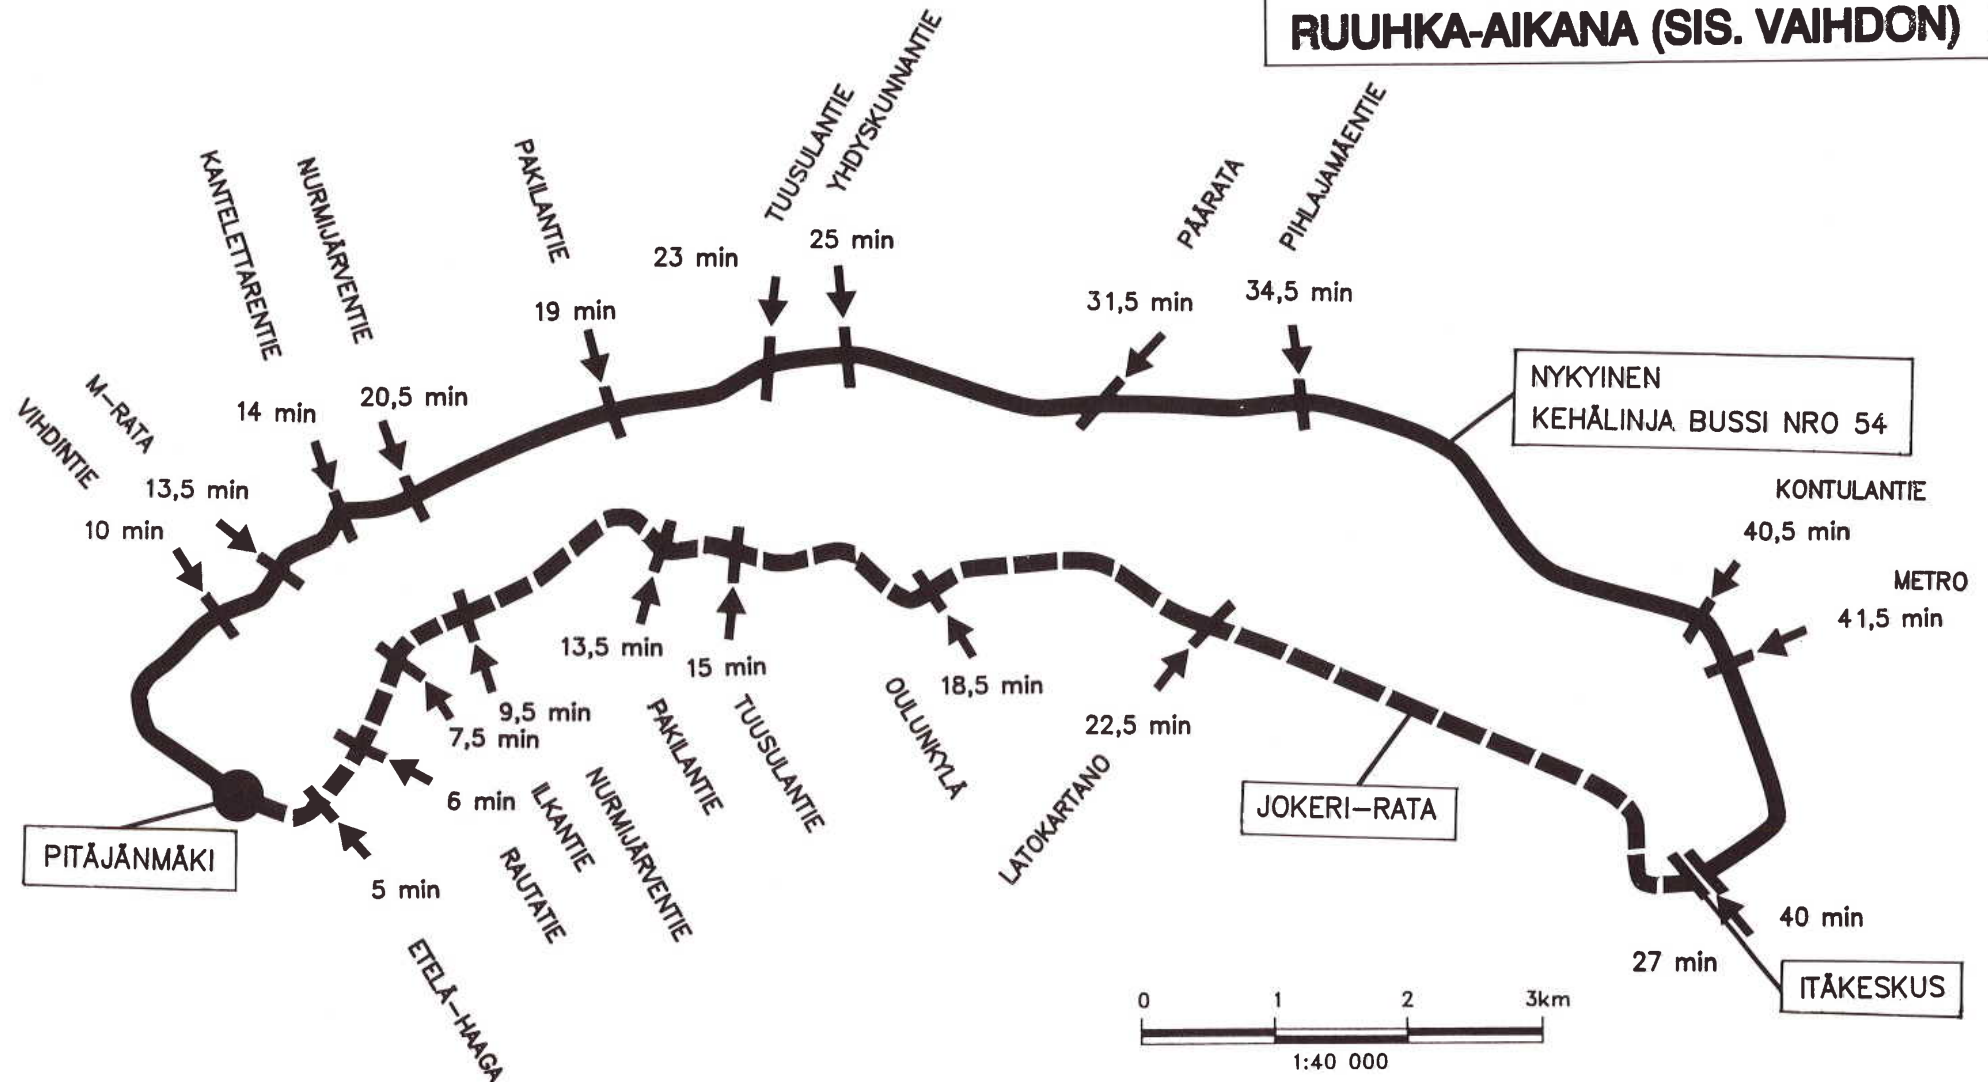 RUUHKA-AIKANA (SIS. VAIHDON)
VIHDINTIE
10 min
M-RATA
13,5 min
KANTELETTARENTIE
14 min
NURMIJÄRVENTIE
20,5 min
PAKILANTIE
19 min
TUUSULANTIE
23 min
YHDYSKUNNANTIE
25 min
PÄÄRATA
31,5 min
PIHLAJAMÄENTIE
34,5 min
NYKYINEN
KEHÄLINJA BUSSI NRO 54
KONTULANTIE
40,5 min
METRO
41,5 min
PITÄJÄNMÄKI
5 min
ETELÄ-HAAGA
6 min
RAUTATIE
7,5 min
ILKANTIE
9,5 min
NURMIJÄRVENTIE
13,5 min
PAKILANTIE
15 min
TUUSULANTIE
18,5 min
OULUNKYLÄ
22,5 min
LATOKARTANO
JOKERI-RATA
40 min
27 min
ITÄKESKUS
0 1 2 3km
1:40 000